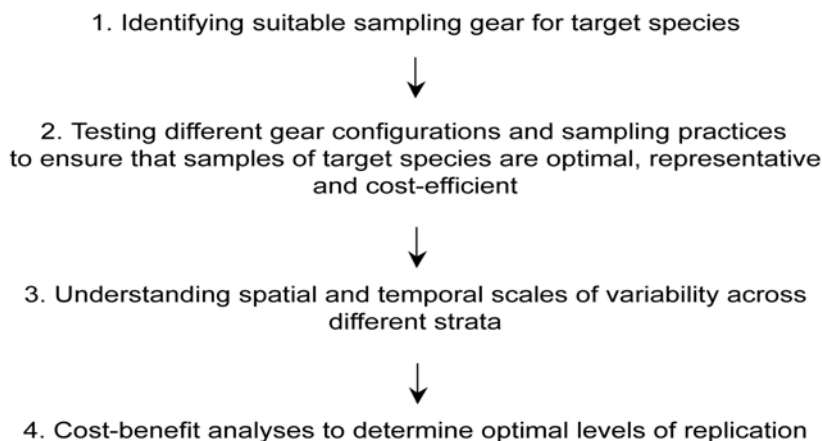 1. Identifying suitable sampling gear for target species
2. Testing different gear configurations and sampling practices
to ensure that samples of target species are optimal, representative
and cost-efficient
3. Understanding spatial and temporal scales of variability across
different strata
4. Cost-benefit analyses to determine optimal levels of replication